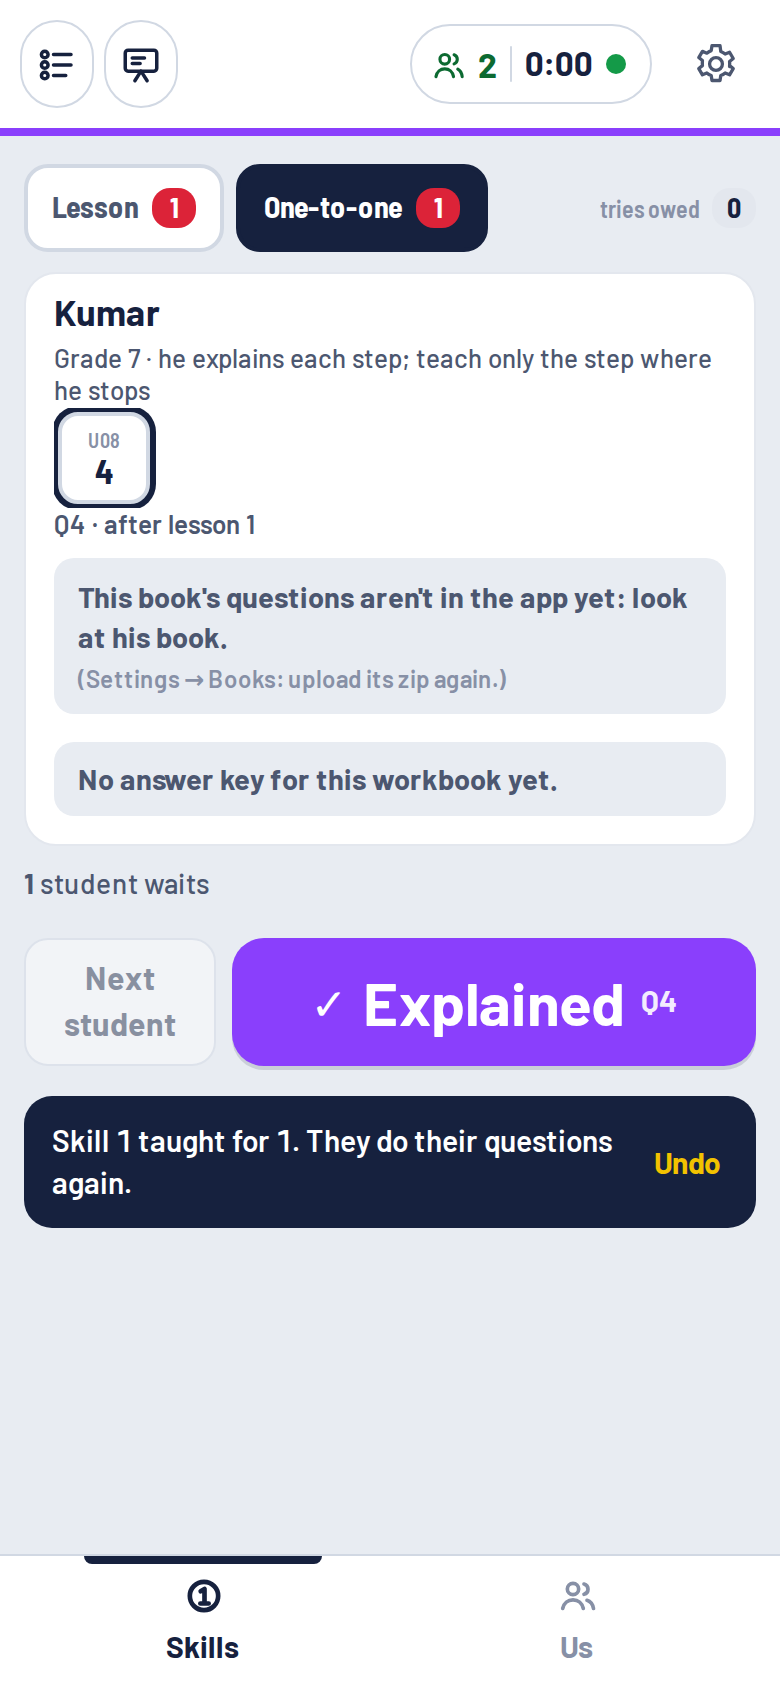 2 0:00
Lesson 1 One-to-one 1 tries owed 0
Kumar
Grade 7 · he explains each step; teach only the step where
he stops
U08
4
Q4 · after lesson 1
This book's questions aren't in the app yet: look
at his book.
(Settings → Books: upload its zip again.)
No answer key for this workbook yet.
1 student waits
Next
student
✓ Explained Q4
Skill 1 taught for 1. They do their questions
again.
Undo
1
Skills
Us